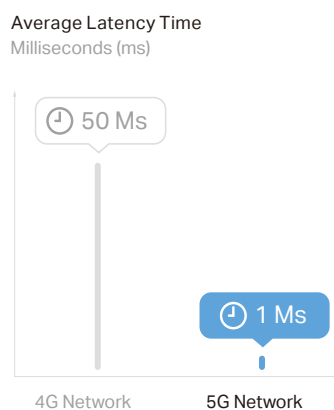 Average Latency Time
Milliseconds (ms)
50 Ms
1 Ms
4G Network
5G Network